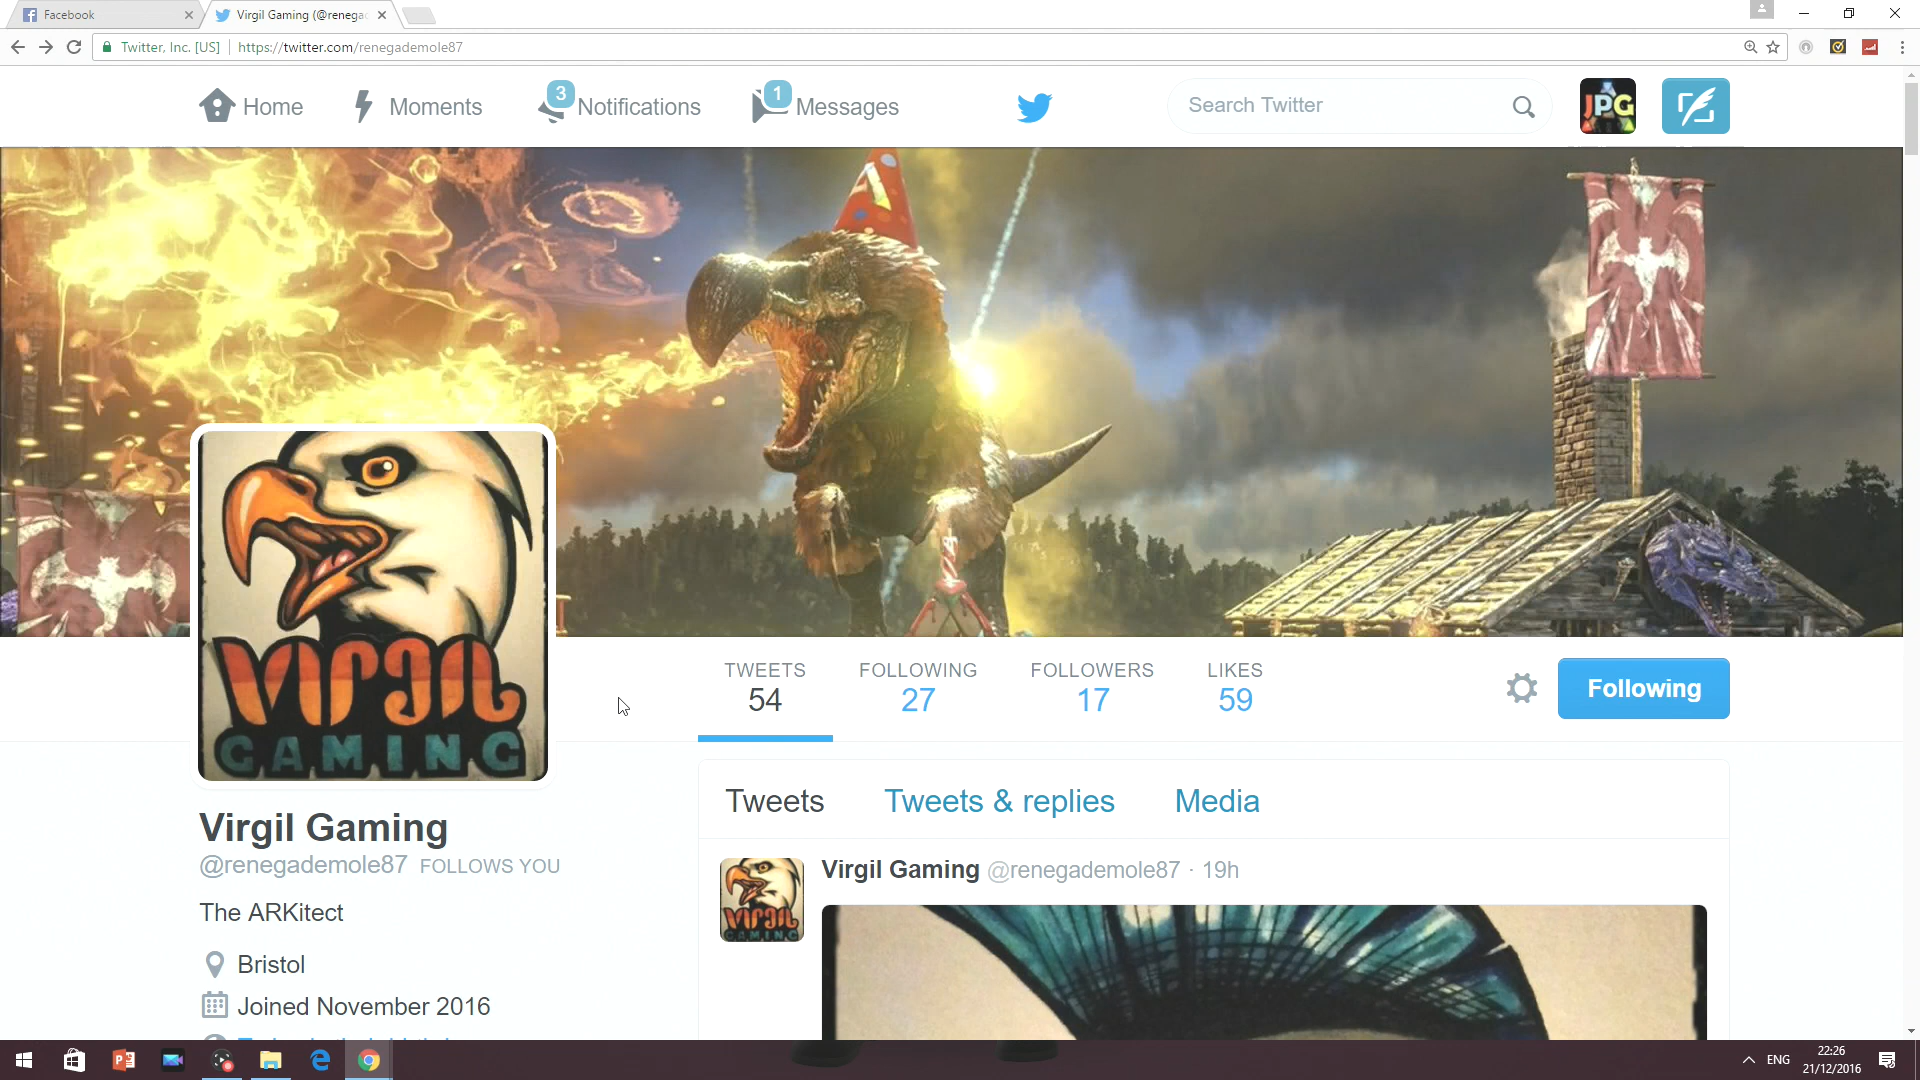 Facebook
Virgil Gaming (@renega
Twitter, Inc. [US]
https://twitter.com/renegademole87
Home
Moments
3
Notifications
1
Messages
Search Twitter
JPG
VIRGIL
GAMING
TWEETS
54
FOLLOWING
27
FOLLOWERS
17
LIKES
59
Following
Virgil Gaming
@renegademole87 FOLLOWS YOU
The ARKitect
Bristol
Joined November 2016
Tweets
Tweets & replies
Media
Virgil Gaming @renegademole87 · 19h
VIRGIL
GAMING
ENG
22:26
21/12/2016